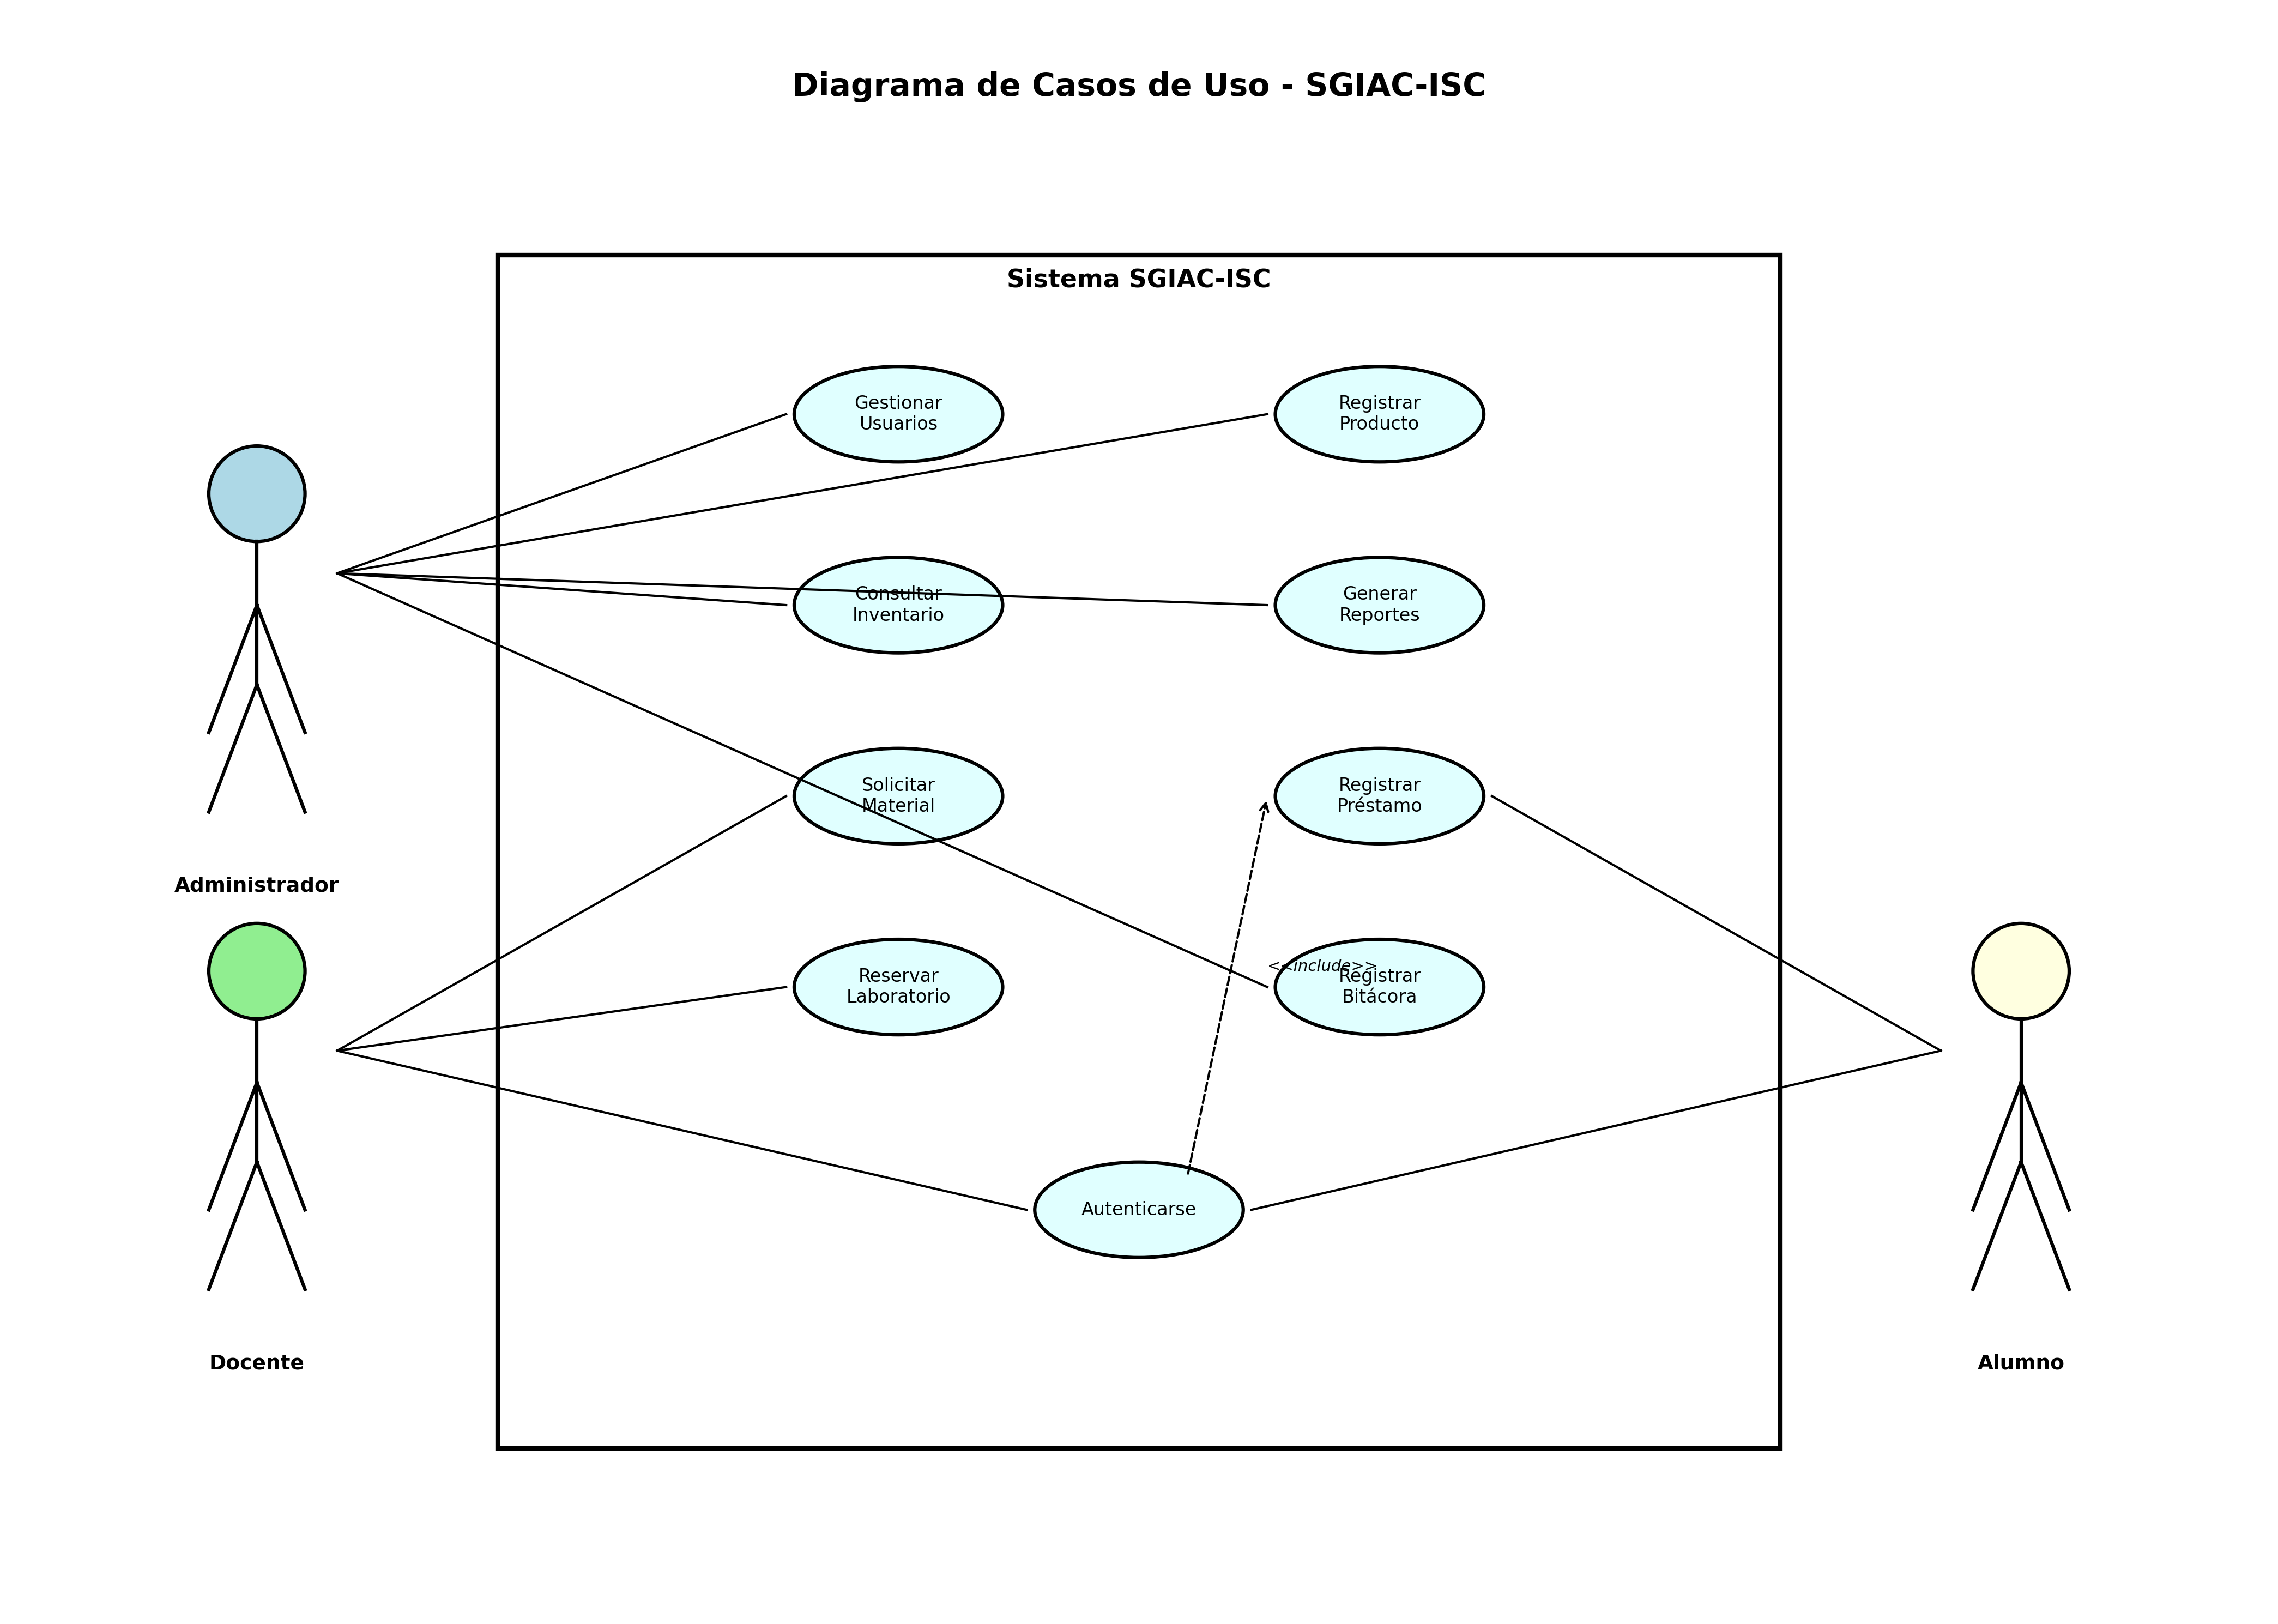 Diagrama de Casos de Uso - SGIAC-ISC
Sistema SGIAC-ISC
Gestionar
Usuarios
Registrar
Producto
Consultar
Inventario
Generar
Reportes
Solicitar
Material
Registrar
Préstamo
Administrador
Reservar
Laboratorio
<<include>>
Registrar
Bitácora
Autenticarse
Docente
Alumno